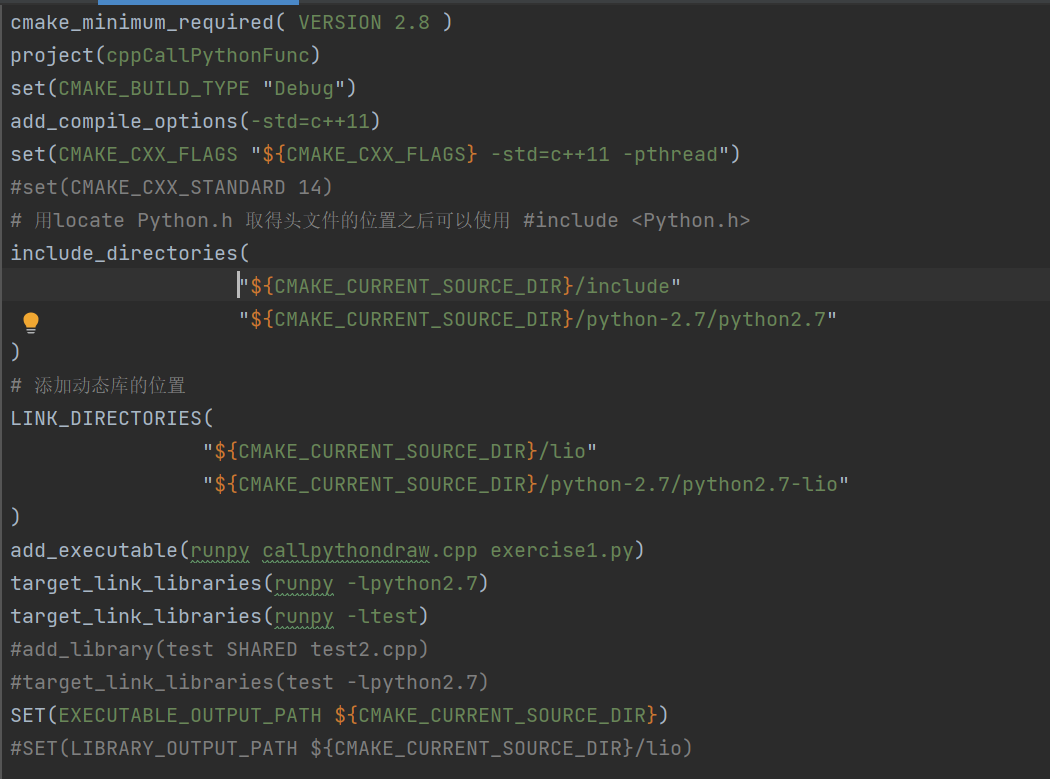 cmake_minimum_required( VERSION 2.8 )
project(cppCallPythonFunc)
set(CMAKE_BUILD_TYPE "Debug")
add_compile_options(-std=c++11)
set(CMAKE_CXX_FLAGS "${CMAKE_CXX_FLAGS} -std=c++11 -pthread")
#set(CMAKE_CXX_STANDARD 14)
# 用locate Python.h 取得头文件的位置之后可以使用 #include <Python.h>
include_directories(
"${CMAKE_CURRENT_SOURCE_DIR}/include"
"${CMAKE_CURRENT_SOURCE_DIR}/python-2.7/python2.7"
)
# 添加动态库的位置
LINK_DIRECTORIES(
"${CMAKE_CURRENT_SOURCE_DIR}/lio"
"${CMAKE_CURRENT_SOURCE_DIR}/python-2.7/python2.7-lio"
)
add_executable(runpy callpythondraw.cpp exercise1.py)
target_link_libraries(runpy -lpython2.7)
target_link_libraries(runpy -ltest)
#add_library(test SHARED test2.cpp)
#target_link_libraries(test -lpython2.7)
SET(EXECUTABLE_OUTPUT_PATH ${CMAKE_CURRENT_SOURCE_DIR})
#SET(LIBRARY_OUTPUT_PATH ${CMAKE_CURRENT_SOURCE_DIR}/lio)